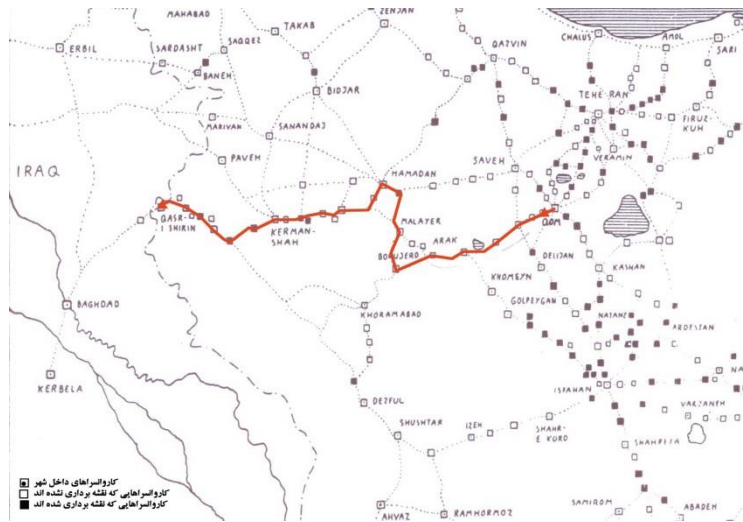 MAHABAD
TAKAB
ZENJAN
CHALUS
AMOL
ERBIL
SARDASHT
SAQQEZ
QAZVIN
SARI
BANEH
BIDJAR
TEHERAN
MARIVAN
SANANDAJ
FIRUZ-
KUH
IRAQ
PAVEH
HAMADAN
SAVEH
VERAMIN
QASR-
I SHIRIN
KERMAN-
SHAH
MALAYER
QOM
ARAK
BORUJERD
DELIJAN
KHOMEYN
KASHAN
BAGHDAD
GOLPEYGAN
KHORAMABAD
NATANZ
ARDESTAN
KERBELA
ISFAHAN
NA
DEZFUL
VARZANEH
SHUSHTAR
IZEH
SHAHR-
E KORD
SHAHREZA
AHVAZ
RAMHORMOZ
SAMIROM
ABADEH
کاروانسراهای داخل شهر
کاروانسراهایی که نقشه برداری نشده اند
کاروانسراهایی که نقشه برداری شده اند